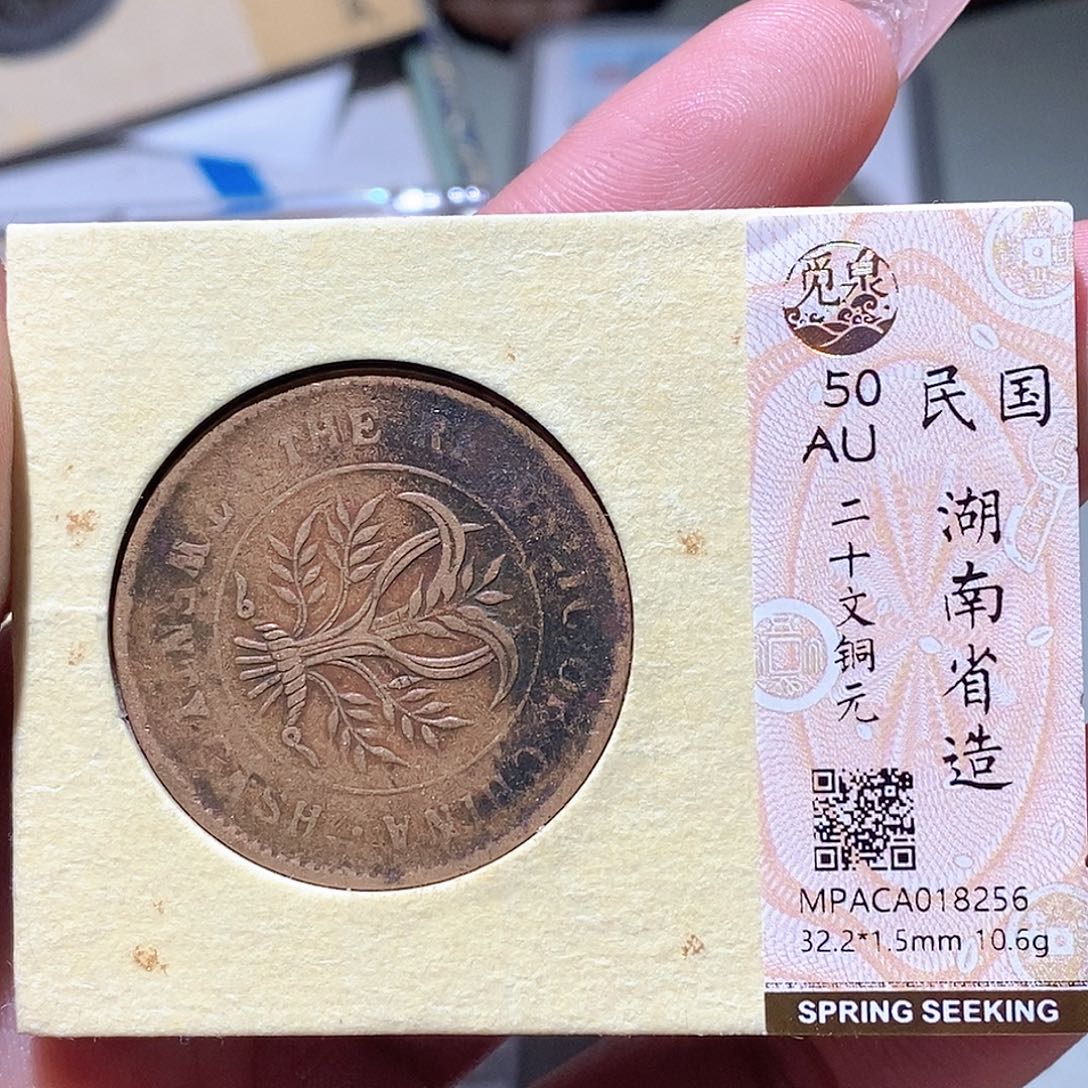 觅泉
50
AU
民国
湖南省造
二十文铜元
MPACA018256
32.2*1.5mm 10.6g
SPRING SEEKING
THE